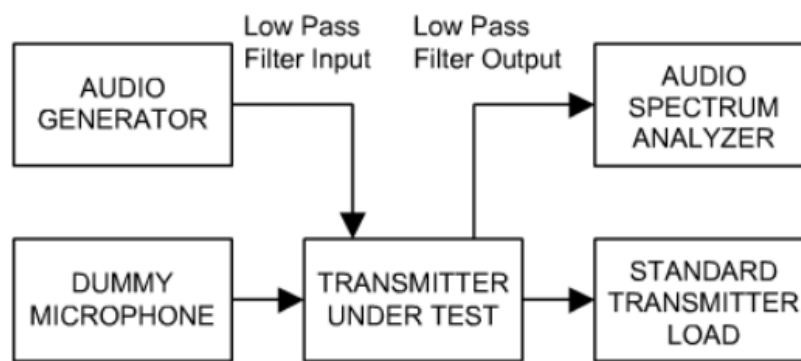 Low Pass
Filter Input
Low Pass
Filter Output
AUDIO
GENERATOR
AUDIO
SPECTRUM
ANALYZER
DUMMY
MICROPHONE
TRANSMITTER
UNDER TEST
STANDARD
TRANSMITTER
LOAD